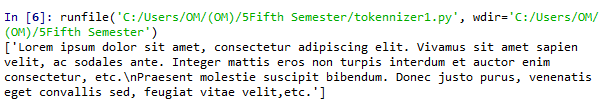 In [6]: runfile('C:/Users/OM/(OM)/5Fifth Semester/tokennizer1.py', wdir='C:/Users/OM/
(OM)/5Fifth Semester')
['Lorem ipsum dolor sit amet, consectetur adipiscing elit. Vivamus sit amet sapien
velit, ac sodales ante. Integer mattis eros non turpis interdum et auctor enim
consectetur, etc.\nPraesent molestie suscipit bibendum. Donec justo purus, venenatis
eget convallis sed, feugiat vitae velit,etc.']